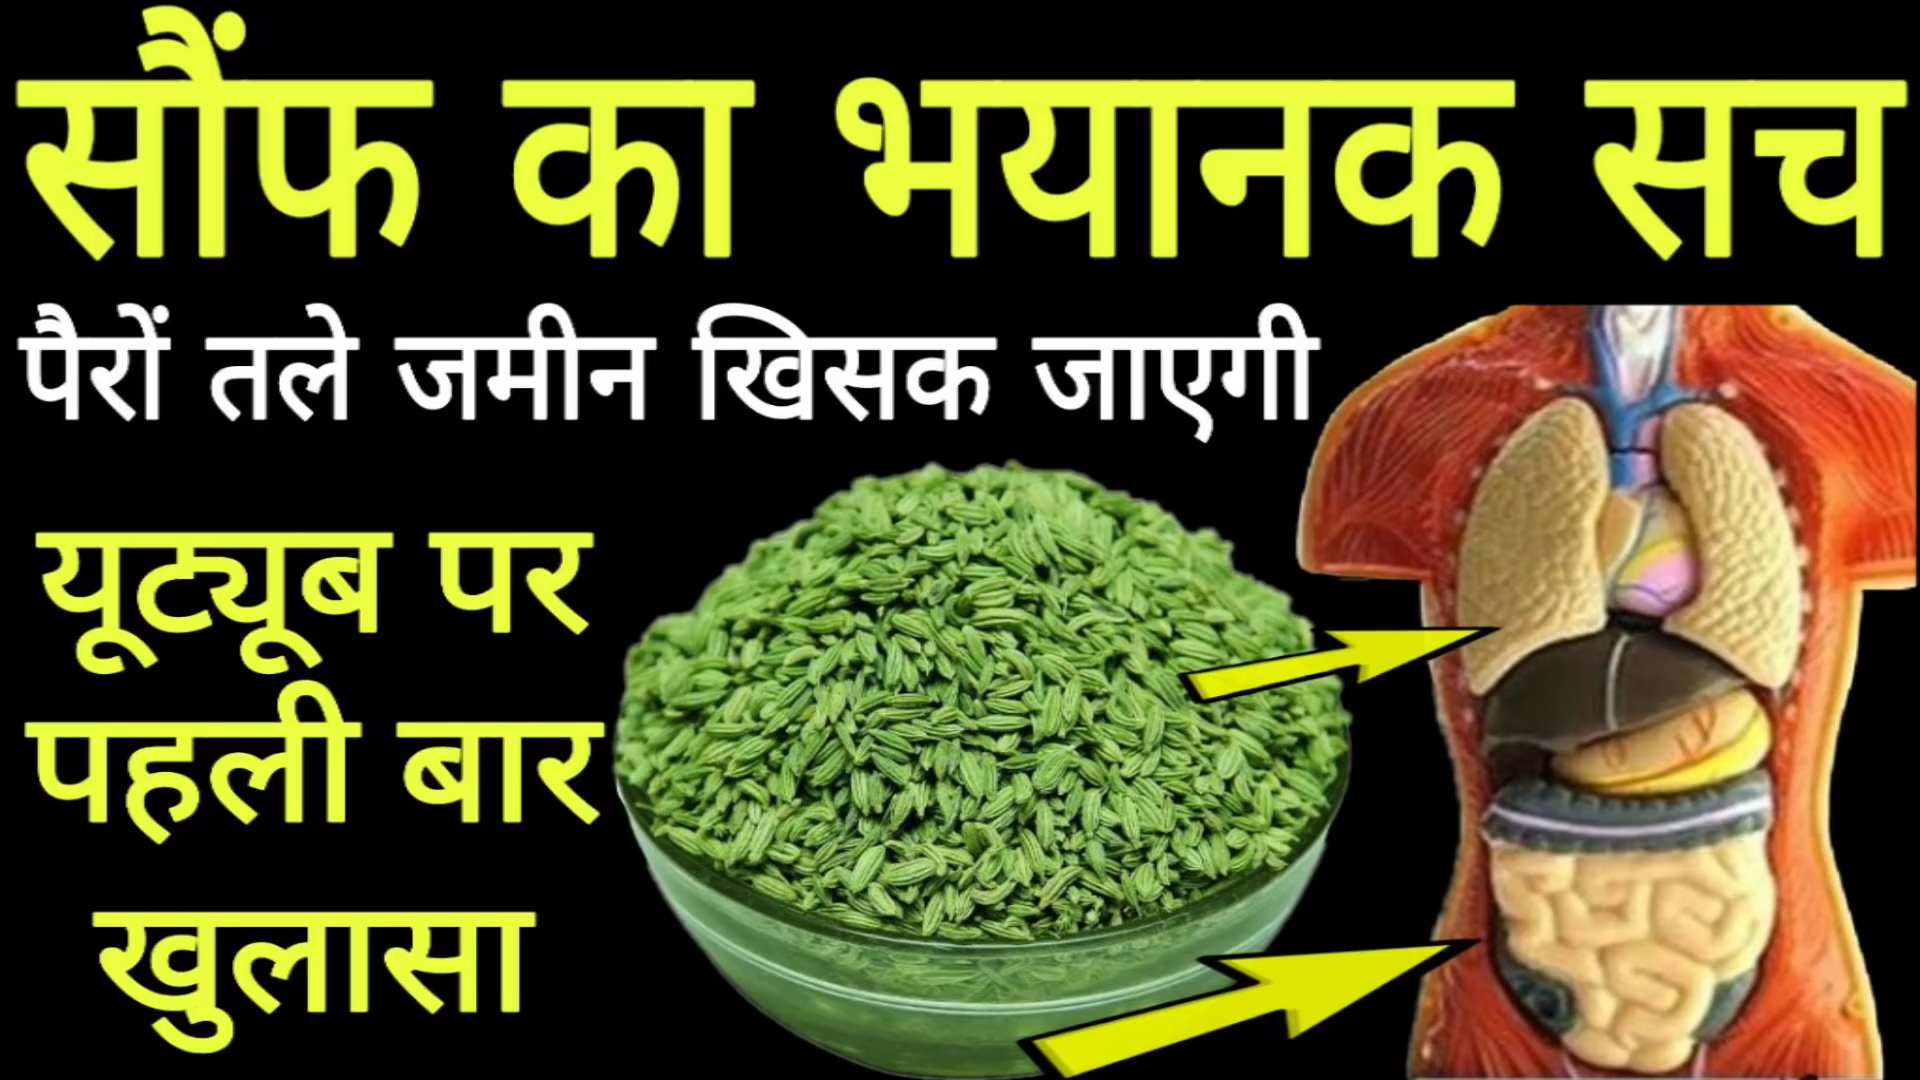 सौंफ का भयानक सच
पैरों तले जमीन खिसक जाएगी
यूट्यूब पर
पहली बार
खुलासा